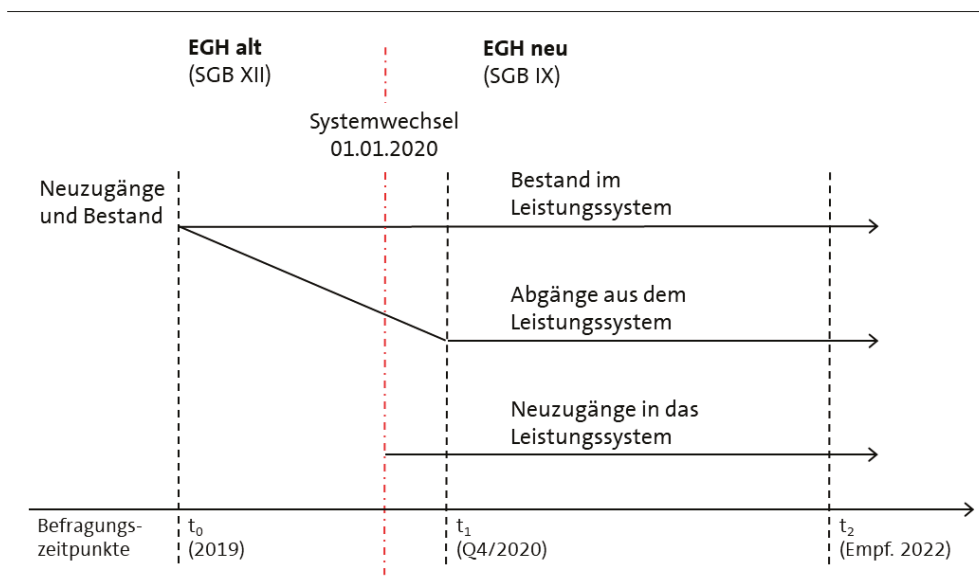 EGH alt
(SGB XII)
EGH neu
(SGB IX)
Systemwechsel
01.01.2020
Neuzugänge
und Bestand
Bestand im
Leistungssystem
Abgänge aus dem
Leistungssystem
Neuzugänge in das
Leistungssystem
Befragungs-
zeitpunkte
t0
(2019)
t1
(Q4/2020)
t2
(Empf. 2022)